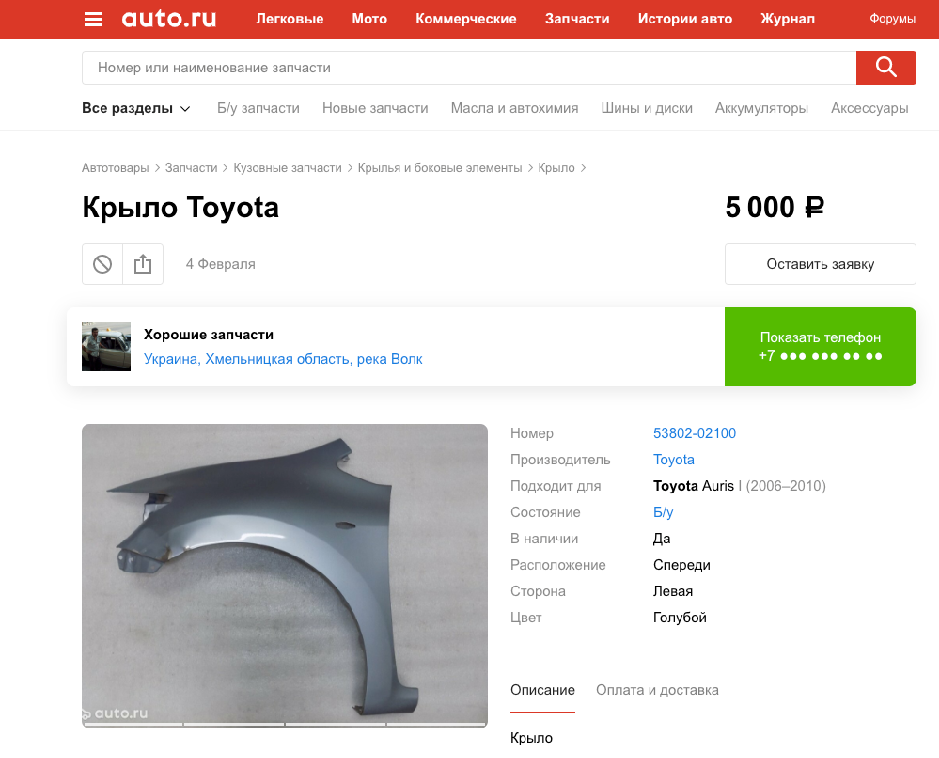 auto.ru Легковые Мото Коммерческие Запчасти Истории авто Журнал Форумы
Номер или наименование запчасти
Все разделы Б/у запчасти Новые запчасти Масла и автохимия Шины и диски Аккумуляторы Аксессуары
Автотовары > Запчасти > Кузовные запчасти > Крылья и боковые элементы > Крыло >
Крыло Toyota 5 000 ₽
4 Февраля Оставить заявку
Хорошие запчасти
Украина, Хмельницкая область, река Волк
Показать телефон
+7 ●●● ●●● ●● ●●
Номер 53802-02100
Производитель Toyota
Подходит для Toyota Auris I (2006–2010)
Состояние Б/у
В наличии Да
Расположение Спереди
Сторона Левая
Цвет Голубой
auto.ru
Описание Оплата и доставка
Крыло